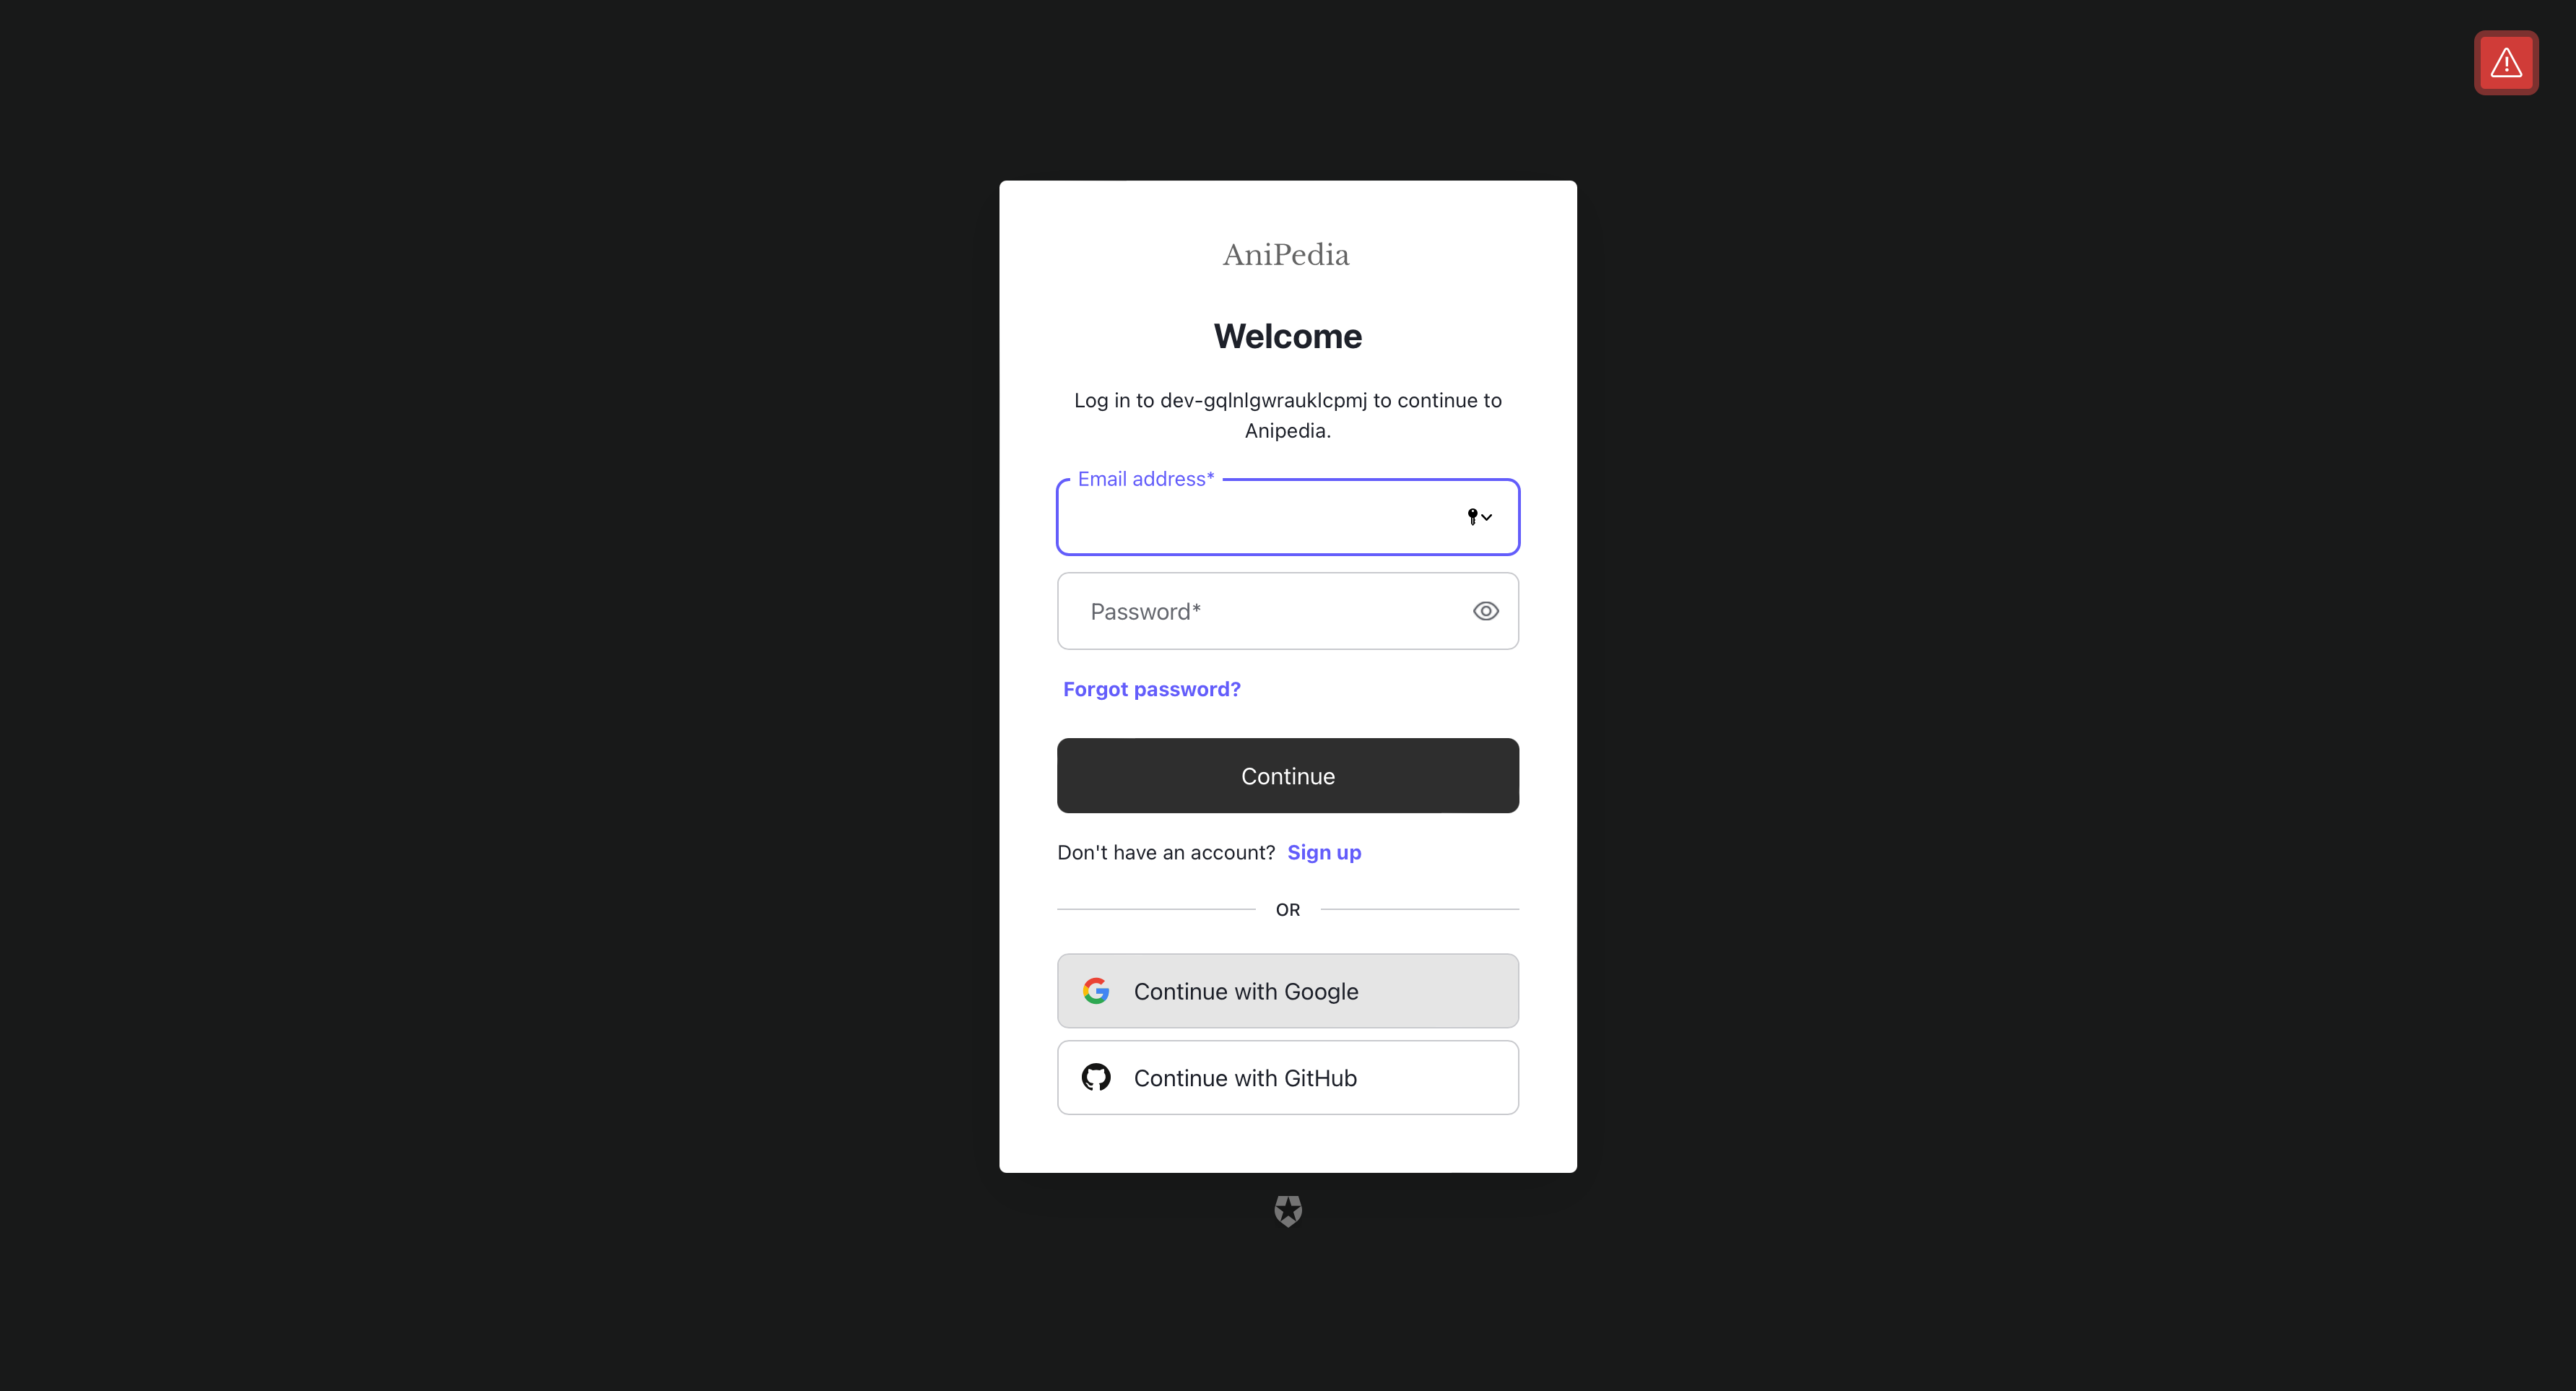 AniPedia
Welcome
Log in to dev-gqlnlgwrauklcpmj to continue to
Anipedia.
Email address*
Password*
Forgot password?
Continue
Don't have an account? Sign up
OR
Continue with Google
Continue with GitHub